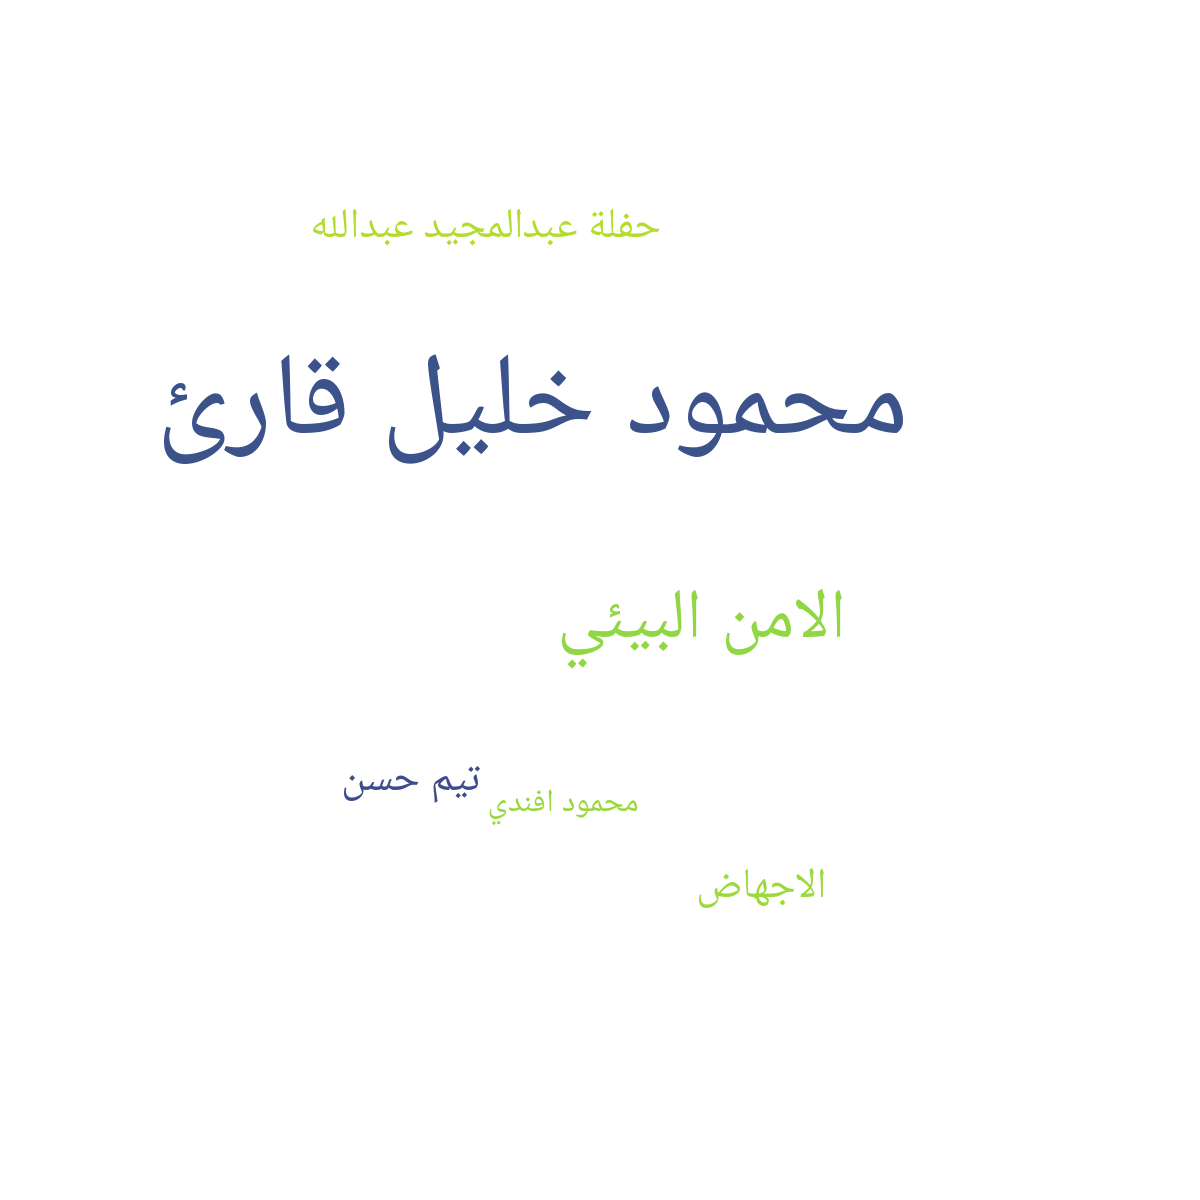 حفلة عبدالمجيد عبدالله
محمود خليل قارئ
الامن البيئي
تيم حسن
محمود افندي
الاجهاض